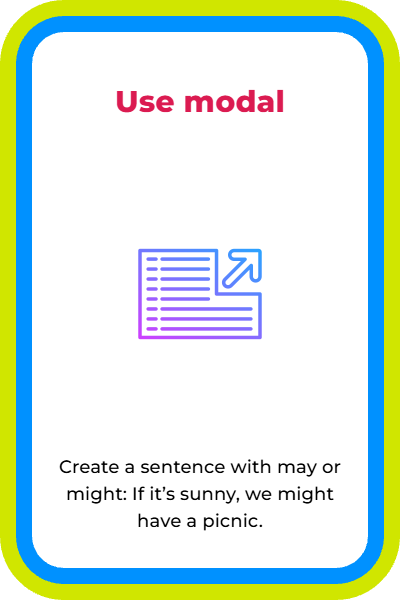 Use modal
Create a sentence with may or
might: If it’s sunny, we might
have a picnic.